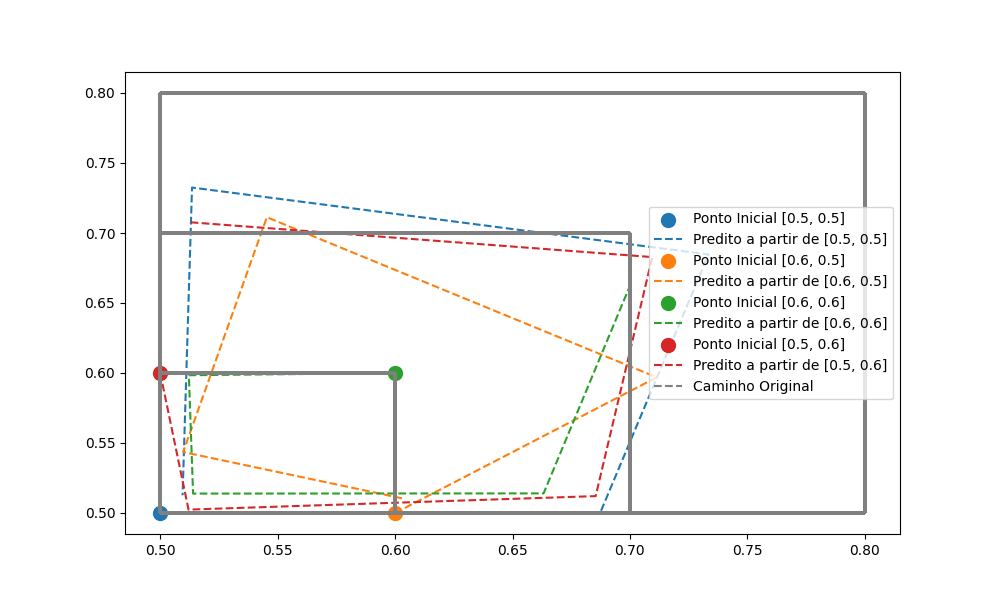 0.80
0.75
0.70
0.65
0.60
0.55
0.50
Ponto Inicial [0.5, 0.5]
Predito a partir de [0.5, 0.5]
Ponto Inicial [0.6, 0.5]
Predito a partir de [0.6, 0.5]
Ponto Inicial [0.6, 0.6]
Predito a partir de [0.6, 0.6]
Ponto Inicial [0.5, 0.6]
Predito a partir de [0.5, 0.6]
Caminho Original
0.50 0.55 0.60 0.65 0.70 0.75 0.80